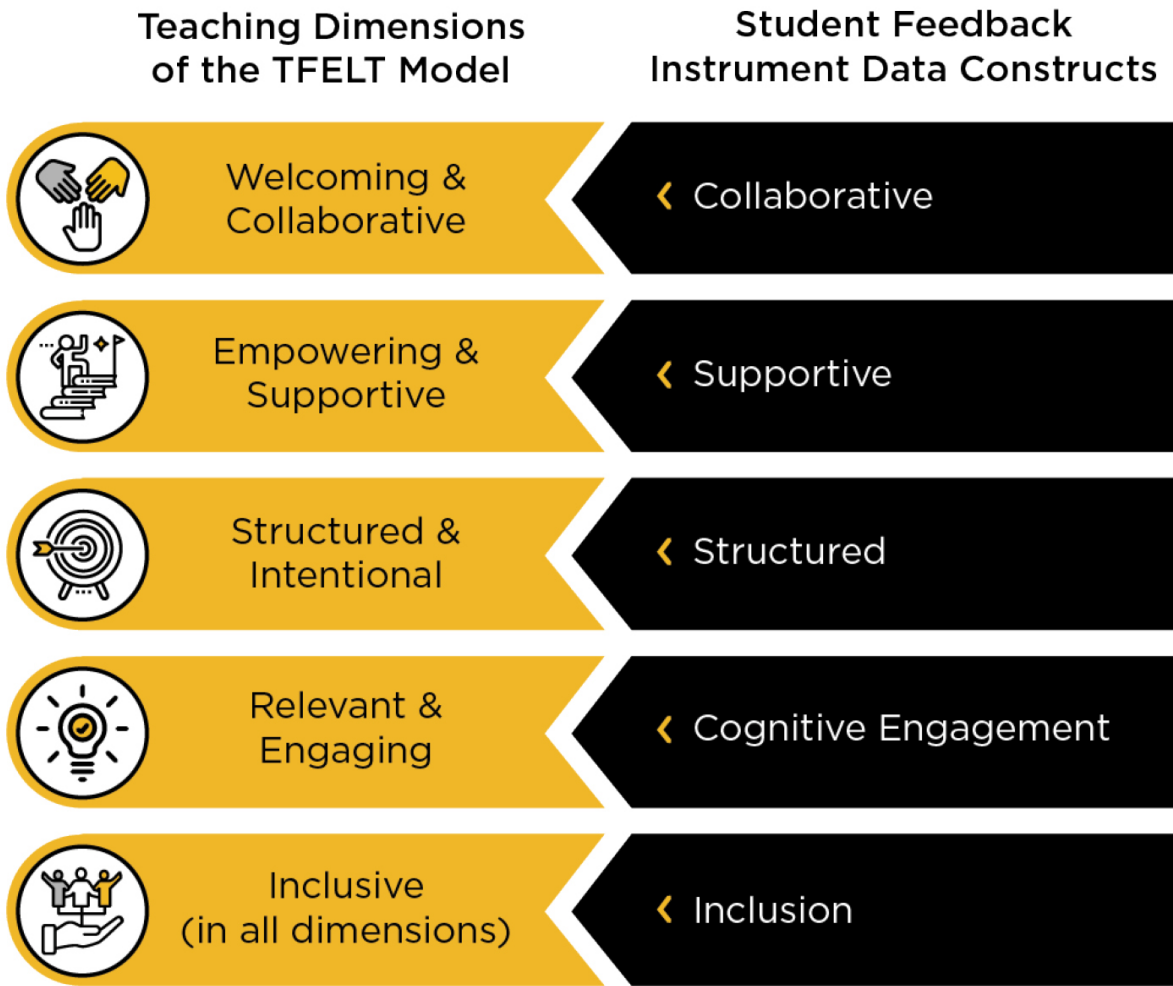 Teaching Dimensions
of the TFELT Model
Student Feedback
Instrument Data Constructs
Welcoming &
Collaborative
Collaborative
Empowering &
Supportive
Supportive
Structured &
Intentional
Structured
Relevant &
Engaging
Cognitive Engagement
Inclusive
(in all dimensions)
Inclusion